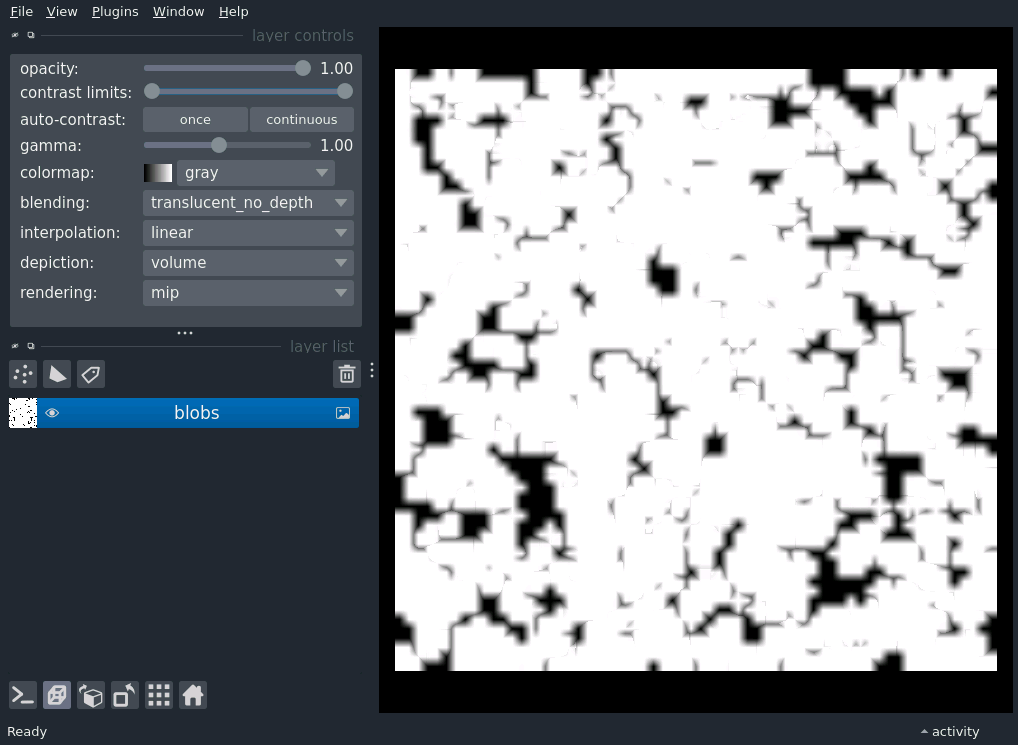 File View Plugins Window Help
layer controls
opacity: 1.00
contrast limits:
auto-contrast: once continuous
gamma: 1.00
colormap: gray
blending: translucent_no_depth
interpolation: linear
depiction: volume
rendering: mip
layer list
blobs
Ready activity